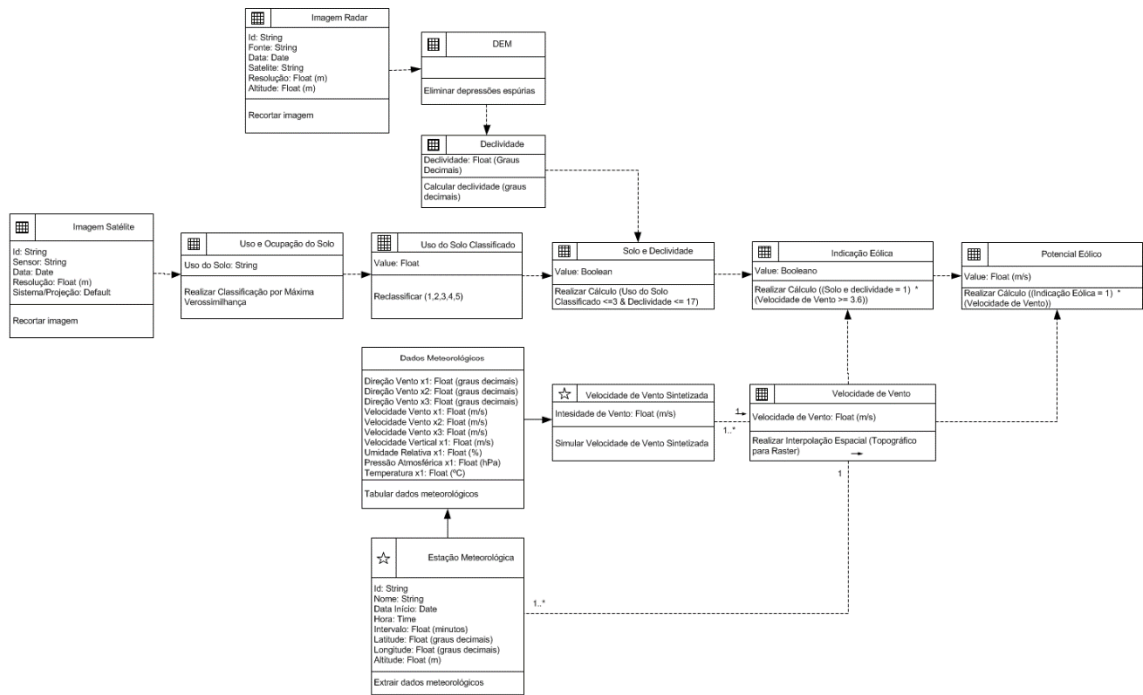 Imagem Radar
Id: String
Fonte: String
Data: Date
Satelite: String
Resolução: Float (m)
Altitude: Float (m)
Recortar imagem
DEM
Eliminar depressões espúrias
Declividade
Declividade: Float (Graus
Decimais)
Calcular declividade (graus
decimais)
Imagem Satélite
Id: String
Sensor: String
Data: Date
Resolução: Float (m)
Sistema/Projeção: Default
Recortar imagem
Uso e Ocupação do Solo
Uso do Solo: String
Realizar Classificação por Máxima
Verossimilhança
Uso do Solo Classificado
Value: Float
Reclassificar (1,2,3,4,5)
Solo e Declividade
Value: Boolean
Realizar Cálculo (Uso do Solo
Classificado <=3 & Declividade <= 17)
Indicação Eólica
Value: Booleano
Realizar Cálculo ((Solo e declividade = 1) *
(Velocidade de Vento >= 3.6))
Potencial Eólico
Value: Float (m/s)
Realizar Cálculo ((Indicação Eólica = 1) *
(Velocidade de Vento))
Dados Meteorológicos
Direção Vento x1: Float (graus decimais)
Direção Vento x2: Float (graus decimais)
Direção Vento x3: Float (graus decimais)
Velocidade Vento x1: Float (m/s)
Velocidade Vento x2: Float (m/s)
Velocidade Vento x3: Float (m/s)
Velocidade Vertical x1: Float (m/s)
Umidade Relativa x1: Float (%)
Pressão Atmosférica x1: Float (hPa)
Temperatura x1: Float (ºC)
Tabular dados meteorológicos
Velocidade de Vento Sintetizada
Intesidade de Vento: Float (m/s)
Simular Velocidade de Vento Sintetizada
1
1..*
Velocidade de Vento
Velocidade de Vento: Float (m/s)
Realizar Interpolação Espacial (Topográfico
para Raster)
1
Estação Meteorológica
Id: String
Nome: String
Data Início: Date
Hora: Time
Intervalo: Float (minutos)
Latitude: Float (graus decimais)
Longitude: Float (graus decimais)
Altitude: Float (m)
Extrair dados meteorológicos
1..*